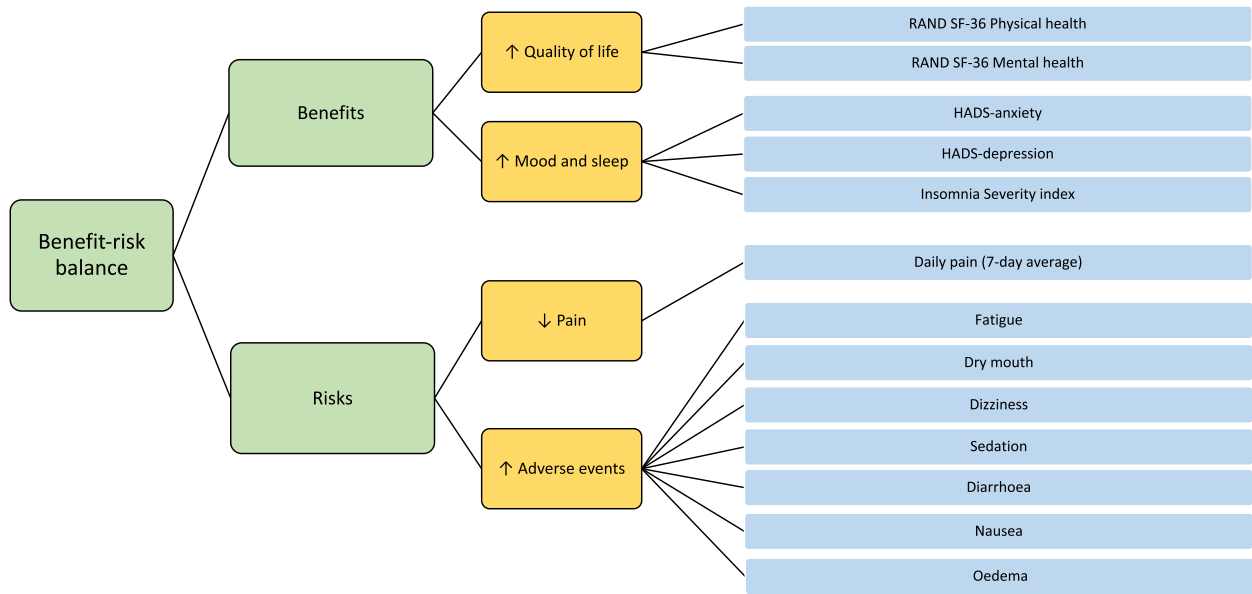 Benefit-risk
balance
Benefits
Risks
↑ Quality of life
↑ Mood and sleep
↓ Pain
↑ Adverse events
RAND SF-36 Physical health
RAND SF-36 Mental health
HADS-anxiety
HADS-depression
Insomnia Severity index
Daily pain (7-day average)
Fatigue
Dry mouth
Dizziness
Sedation
Diarrhoea
Nausea
Oedema